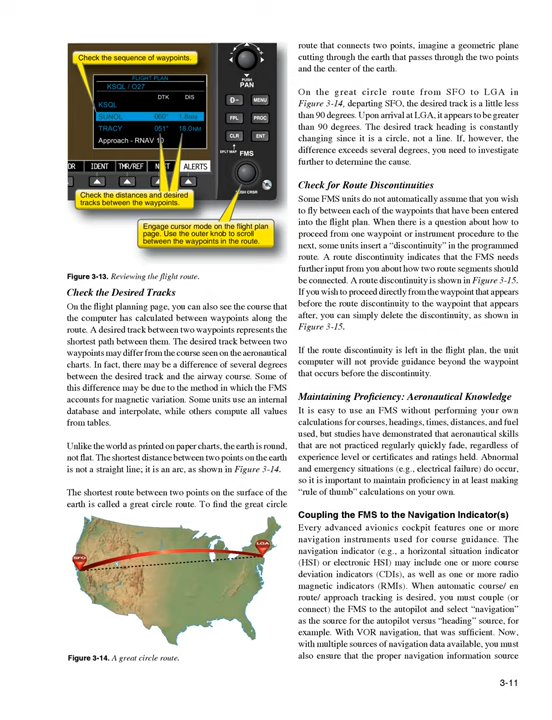 Check the sequence of waypoints.
FLIGHT PLAN
KSQL / O27
DTK DIS
KSQL
SUNOL 060° 1.6NM
TRACY 051° 18.0NM
Approach - RNAV 10
PUSH
PAN
MENU
FPL PROC
CLR ENT
DFLT MAP FMS
PUSH CRSR
IDENT TMR/REF ALERTS
Check the distances and desired
tracks between the waypoints.
Engage cursor mode on the flight plan
page. Use the outer knob to scroll
between the waypoints in the route.
Figure 3-13. Reviewing the flight route.
Check the Desired Tracks
On the flight planning page, you can also see the course that
the computer has calculated between waypoints along the
route. A desired track between two waypoints represents the
shortest path between them. The desired track between two
waypoints may differ from the course seen on the aeronautical
charts. In fact, there may be a difference of several degrees
between the desired track and the airway course. Some of
this difference may be due to the method in which the FMS
accounts for magnetic variation. Some units use an internal
database and interpolate, while others compute all values
from tables.
Unlike the world as printed on paper charts, the earth is round,
not flat. The shortest distance between two points on the earth
is not a straight line; it is an arc, as shown in Figure 3-14.
The shortest route between two points on the surface of the
earth is called a great circle route. To find the great circle
SFO
LGA
Figure 3-14. A great circle route.
route that connects two points, imagine a geometric plane
cutting through the earth that passes through the two points
and the center of the earth.
On the great circle route from SFO to LGA in
Figure 3-14, departing SFO, the desired track is a little less
than 90 degrees. Upon arrival at LGA, it appears to be greater
than 90 degrees. The desired track heading is constantly
changing since it is a circle, not a line. If, however, the
difference exceeds several degrees, you need to investigate
further to determine the cause.
Check for Route Discontinuities
Some FMS units do not automatically assume that you wish
to fly between each of the waypoints that have been entered
into the flight plan. When there is a question about how to
proceed from one waypoint or instrument procedure to the
next, some units insert a “discontinuity” in the programmed
route. A route discontinuity indicates that the FMS needs
further input from you about how two route segments should
be connected. A route discontinuity is shown in Figure 3-15.
If you wish to proceed directly from the waypoint that appears
before the route discontinuity to the waypoint that appears
after, you can simply delete the discontinuity, as shown in
Figure 3-15.
If the route discontinuity is left in the flight plan, the unit
computer will not provide guidance beyond the waypoint
that occurs before the discontinuity.
Maintaining Proficiency: Aeronautical Knowledge
It is easy to use an FMS without performing your own
calculations for courses, headings, times, distances, and fuel
used, but studies have demonstrated that aeronautical skills
that are not practiced regularly quickly fade, regardless of
experience level or certificates and ratings held. Abnormal
and emergency situations (e.g., electrical failure) do occur,
so it is important to maintain proficiency in at least making
“rule of thumb” calculations on your own.
Coupling the FMS to the Navigation Indicator(s)
Every advanced avionics cockpit features one or more
navigation instruments used for course guidance. The
navigation indicator (e.g., a horizontal situation indicator
(HSI) or electronic HSI) may include one or more course
deviation indicators (CDIs), as well as one or more radio
magnetic indicators (RMIs). When automatic course/ en
route/ approach tracking is desired, you must couple (or
connect) the FMS to the autopilot and select “navigation”
as the source for the autopilot versus “heading” source, for
example. With VOR navigation, that was sufficient. Now,
with multiple sources of navigation data available, you must
also ensure that the proper navigation information source
3-11